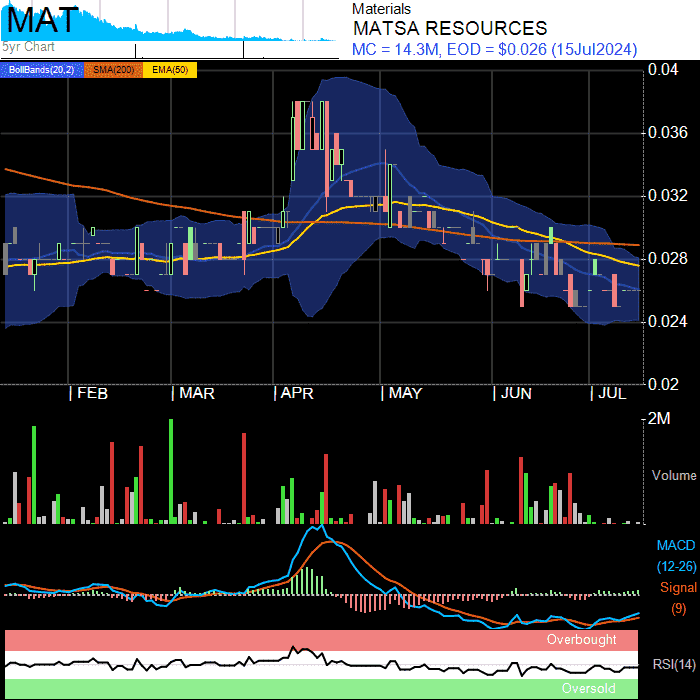 MAT
5yr Chart
Materials
MATSA RESOURCES
MC = 14.3M, EOD = $0.026 (15Jul2024)
BollBands(20,2) SMA(200) EMA(50)
0.04
0.036
0.032
0.028
0.024
0.02
| FEB | MAR | APR | MAY | JUN | JUL
2M
Volume
MACD
(12-26)
Signal
(9)
Overbought
RSI(14)
Oversold